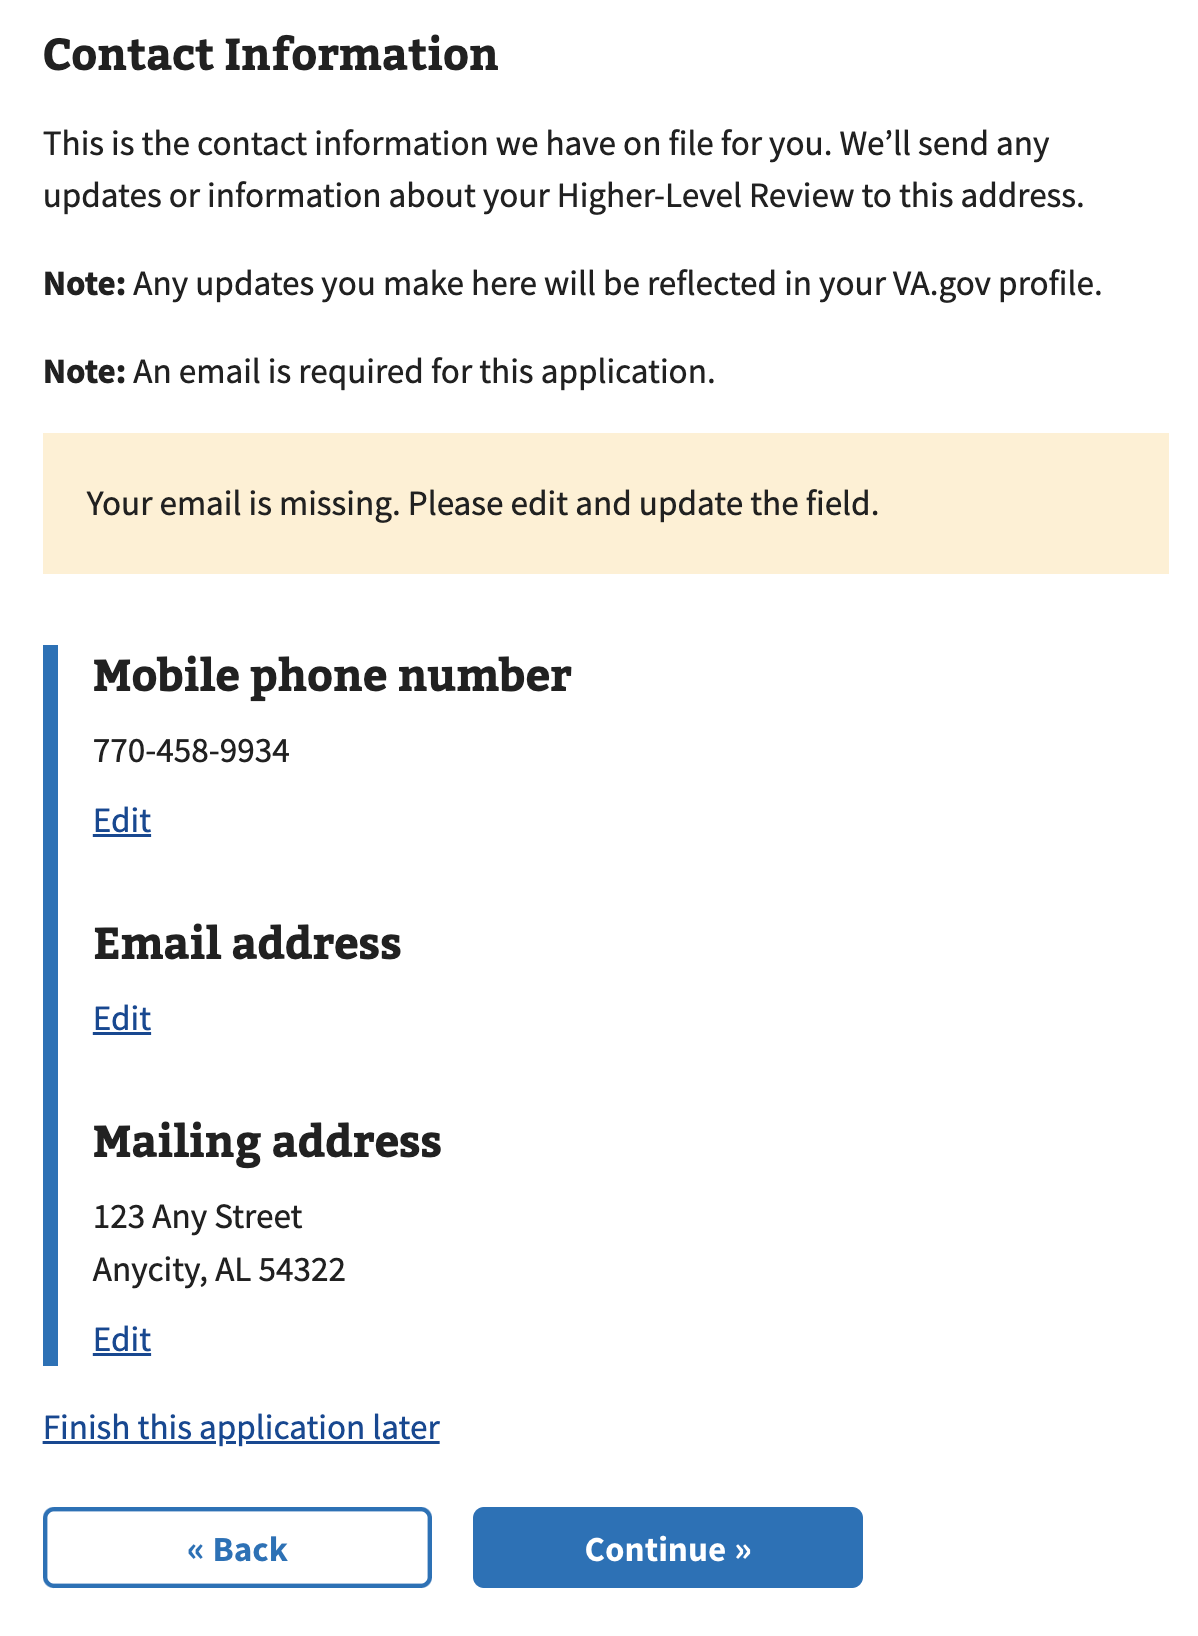 Contact Information
This is the contact information we have on file for you. We’ll send any
updates or information about your Higher-Level Review to this address.
Note: Any updates you make here will be reflected in your VA.gov profile.
Note: An email is required for this application.
Your email is missing. Please edit and update the field.
Mobile phone number
770-458-9934
Edit
Email address
Edit
Mailing address
123 Any Street
Anycity, AL 54322
Edit
Finish this application later
« Back
Continue »